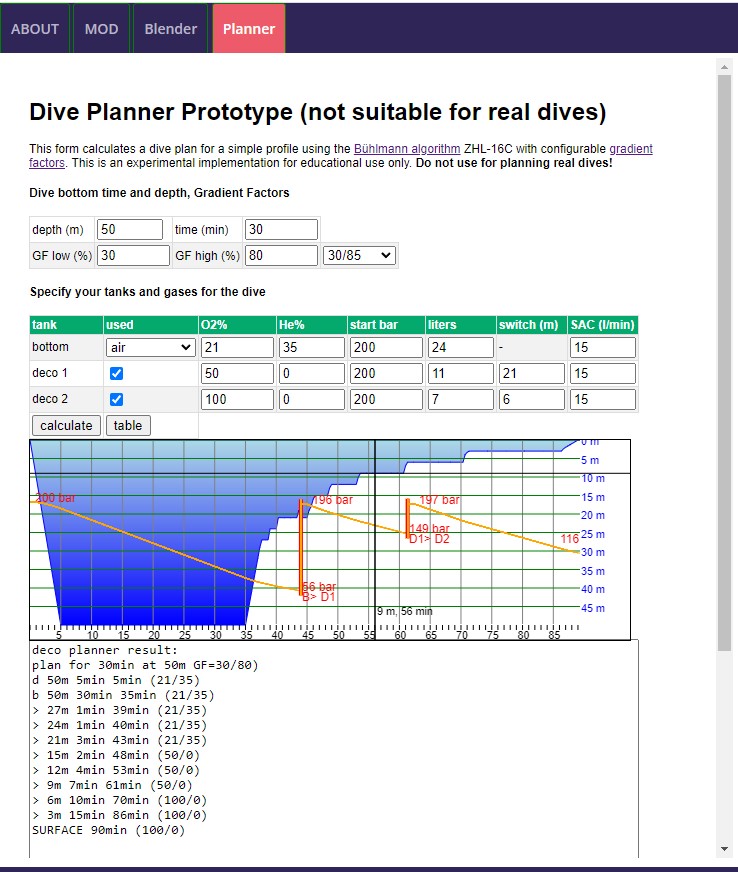 ABOUT MOD Blender Planner
Dive Planner Prototype (not suitable for real dives)
This form calculates a dive plan for a simple profile using the Bühlmann algorithm ZHL-16C with configurable gradient
factors. This is an experimental implementation for educational use only. Do not use for planning real dives!
Dive bottom time and depth, Gradient Factors
depth (m) 50 time (min) 30
GF low (%) 30 GF high (%) 80 30/85
Specify your tanks and gases for the dive
tank used O2% He% start bar liters switch (m) SAC (l/min)
bottom air 21 35 200 24 - 15
deco 1 50 0 200 11 21 15
deco 2 100 0 200 7 6 15
calculate table
0 m
5 m
10 m
200 bar 196 bar 197 bar 15 m
20 m
149 bar 25 m
D1> D2 116
30 m
35 m
56 bar 40 m
B> D1
9 m, 56 min 45 m
5 10 15 20 25 30 35 40 45 50 55 60 65 70 75 80 85
deco planner result:
plan for 30min at 50m GF=30/80)
d 50m 5min 5min (21/35)
b 50m 30min 35min (21/35)
> 27m 1min 39min (21/35)
> 24m 1min 40min (21/35)
> 21m 3min 43min (21/35)
> 15m 2min 48min (50/0)
> 12m 4min 53min (50/0)
> 9m 7min 61min (50/0)
> 6m 10min 70min (100/0)
> 3m 15min 86min (100/0)
SURFACE 90min (100/0)